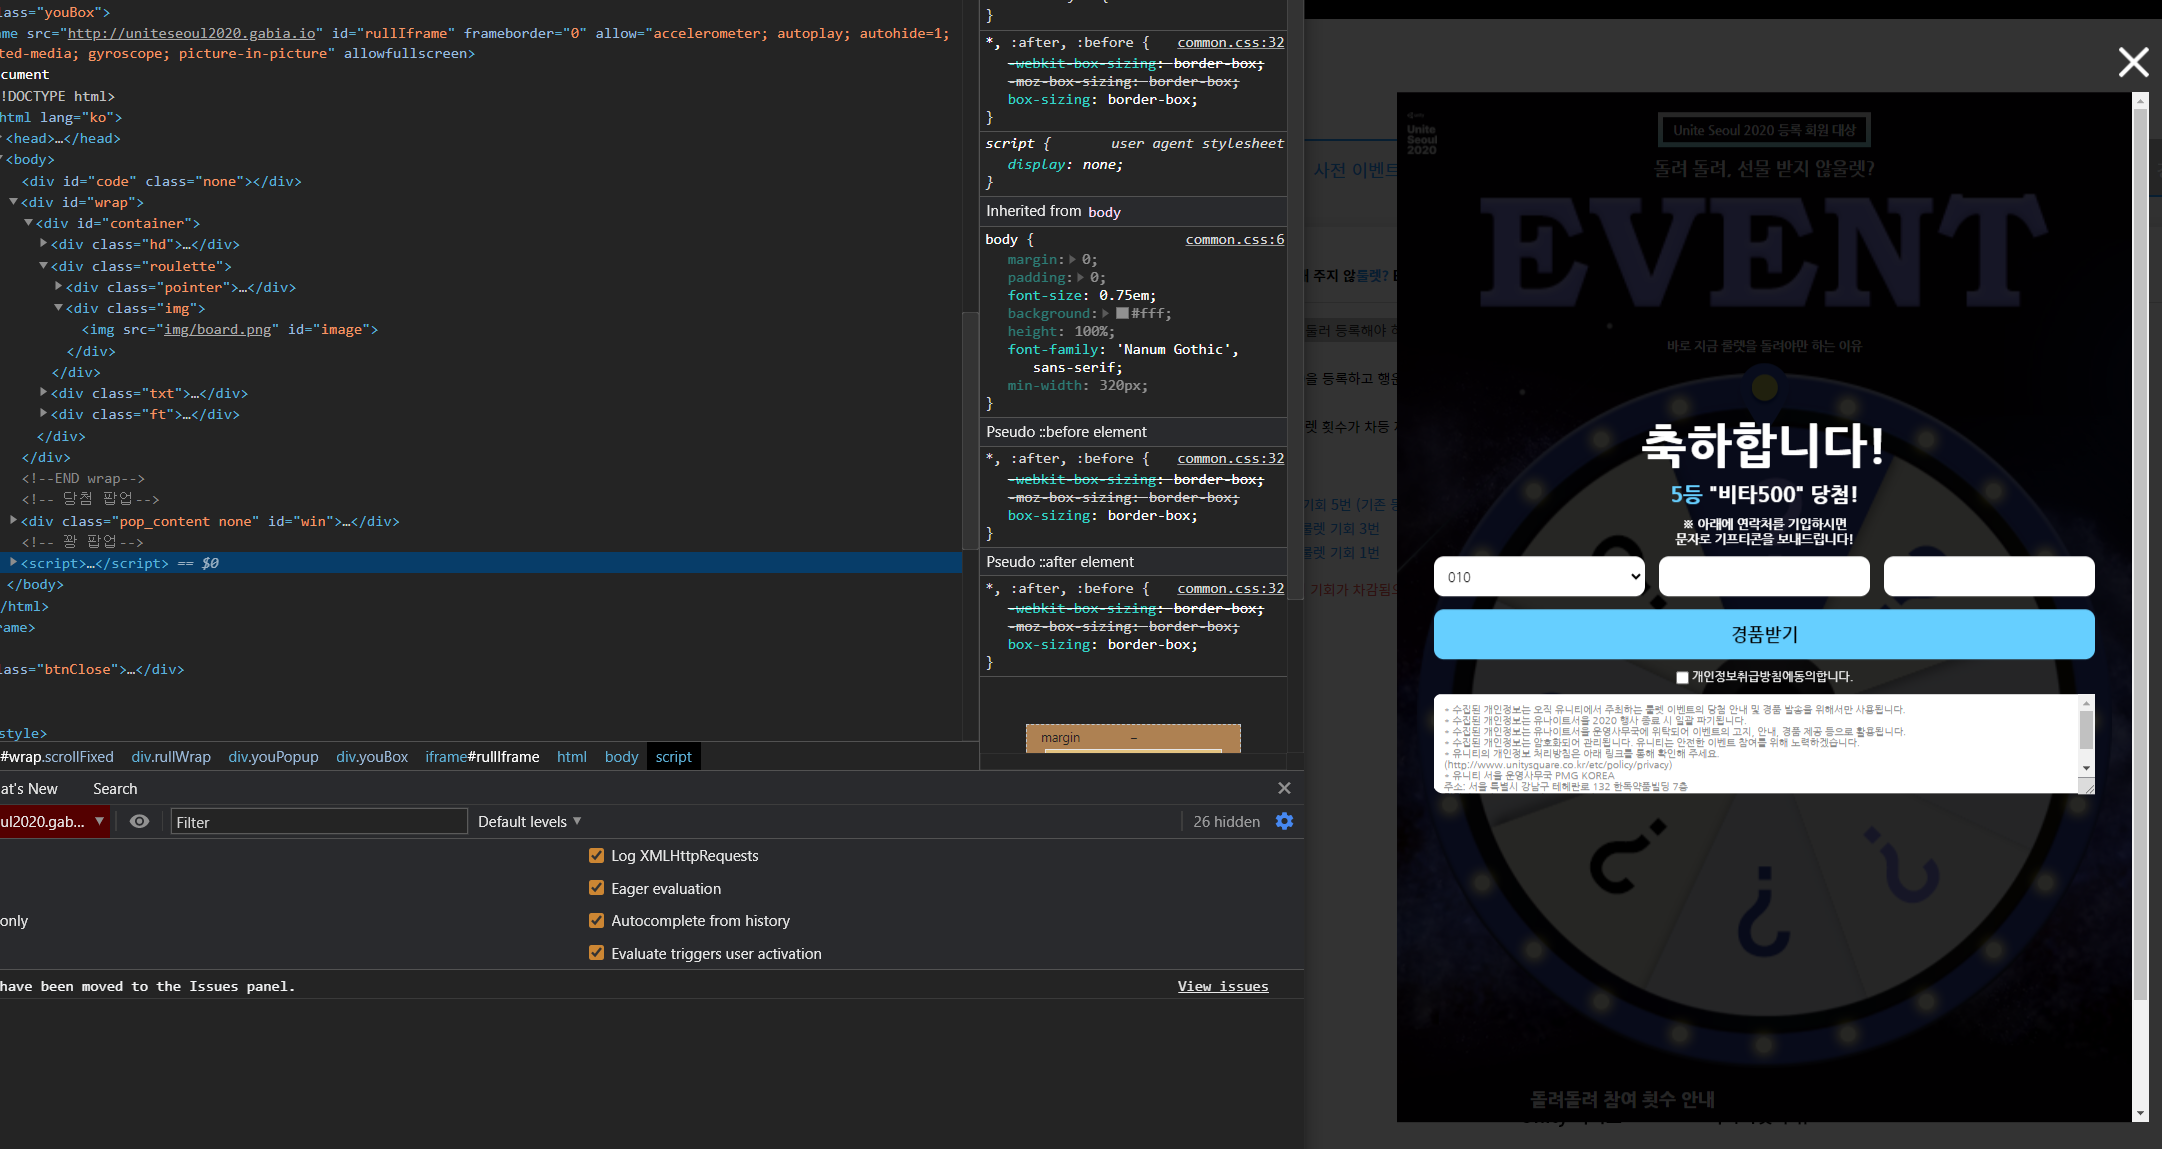 lass="youBox">
me src="http://uniteseoul2020.gabia.io" id="rullIframe" frameborder="0" allow="accelerometer; autoplay; autohide=1;
ted-media; gyroscope; picture-in-picture" allowfullscreen>
cument
!DOCTYPE html>
html lang="ko">
<head>…</head>
<body>
<div id="code" class="none"></div>
<div id="wrap">
<div id="container">
<div class="hd">…</div>
<div class="roulette">
<div class="pointer">…</div>
<div class="img">
<img src="img/board.png" id="image">
</div>
</div>
<div class="txt">…</div>
<div class="ft">…</div>
</div>
</div>
<!--END wrap-->
<!-- 당첨 팝업-->
<div class="pop_content none" id="win">…</div>
<!-- 꽝 팝업-->
<script>…</script> == $0
</body>
/html>
rame>
lass="btnClose">…</div>
style>
#wrap.scrollFixed div.rullWrap div.youPopup div.youBox iframe#rullIframe html body script
at's New Search
ul2020.gab… Filter Default levels 26 hidden
Log XMLHttpRequests
Eager evaluation
only Autocomplete from history
Evaluate triggers user activation
have been moved to the Issues panel. View issues
}
*, :after, :before { common.css:32
-webkit-box-sizing: border-box;
-moz-box-sizing: border-box;
box-sizing: border-box;
}
script { user agent stylesheet
display: none;
}
Inherited from body
body { common.css:6
margin: 0;
padding: 0;
font-size: 0.75em;
background: #fff;
height: 100%;
font-family: 'Nanum Gothic',
sans-serif;
min-width: 320px;
}
Pseudo ::before element
*, :after, :before { common.css:32
-webkit-box-sizing: border-box;
-moz-box-sizing: border-box;
box-sizing: border-box;
}
Pseudo ::after element
*, :after, :before { common.css:32
-webkit-box-sizing: border-box;
-moz-box-sizing: border-box;
box-sizing: border-box;
}
margin –
사전 이벤트
주지 않룰렛?
둘러 등록해야
을 등록하고 행운
렛 횟수가 차등
기회 5번 (기존
룰렛 기회 3번
룰렛 기회 1번
기회가 차감됨
Unite
Seoul
2020
Unite Seoul 2020 등록 회원 대상
돌려 돌려, 선물 받지 않울렛?
EVENT
바로 지금 룰렛을 돌려야만 하는 이유
축하합니다!
5등 "비타500" 당첨!
※ 아래에 연락처를 기입하시면
문자로 기프티콘을 보내드립니다!
010
경품받기
개인정보취급방침에동의합니다.
* 수집된 개인정보는 오직 유니티에서 주최하는 룰렛 이벤트의 당첨 안내 및 경품 발송을 위해서만 사용됩니다.
* 수집된 개인정보는 유나이트서울 2020 행사 종료 시 일괄 파기됩니다.
* 수집된 개인정보는 유나이트서울 운영사무국에 위탁되어 이벤트의 고지, 안내, 경품 제공 등으로 활용됩니다.
* 수집된 개인정보는 암호화되어 관리됩니다. 유니티는 안전한 이벤트 참여를 위해 노력하겠습니다.
* 유니티의 개인정보 처리방침은 아래 링크를 통해 확인해 주세요.
(http://www.unitysquare.co.kr/etc/policy/privacy)
* 유니티 서울 운영사무국 PMG KOREA
주소: 서울 특별시 강남구 테헤란로 132 한독약품빌딩 7층
돌려돌려 참여 횟수 안내